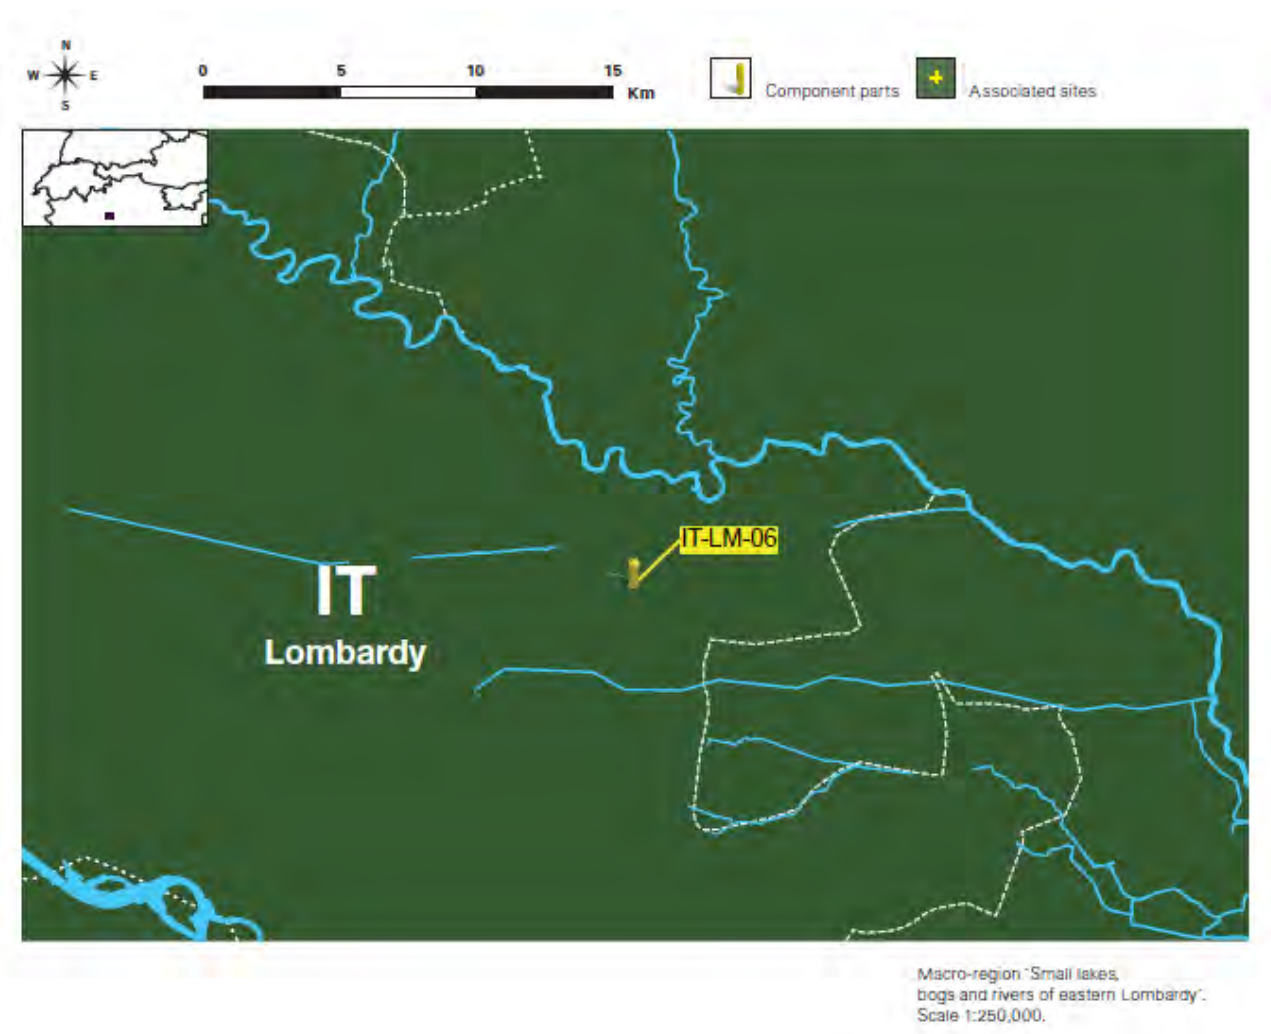 N
W E
S
0 5 10 15
Km
Component parts
Associated sites
IT-LM-06
IT
Lombardy
Macro-region ‘Small lakes,
bogs and rivers of eastern Lombardy’.
Scale 1:250,000.